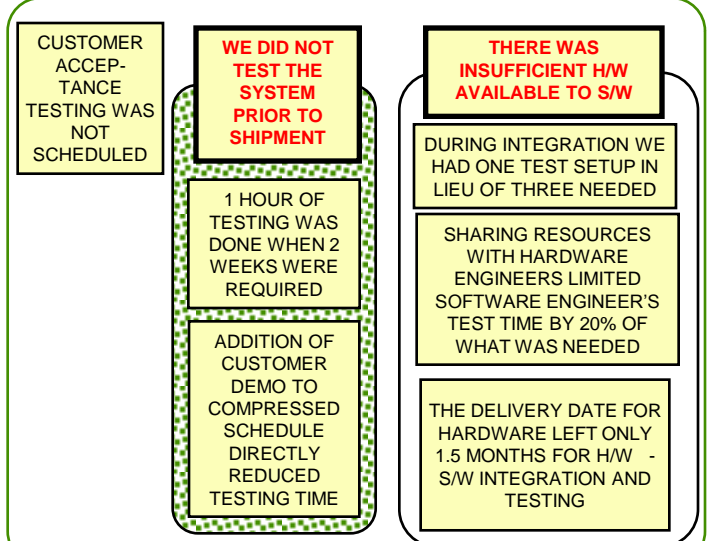 CUSTOMER
ACCEP-
TANCE
TESTING WAS
NOT
SCHEDULED
WE DID NOT
TEST THE
SYSTEM
PRIOR TO
SHIPMENT
1 HOUR OF
TESTING WAS
DONE WHEN 2
WEEKS WERE
REQUIRED
ADDITION OF
CUSTOMER
DEMO TO
COMPRESSED
SCHEDULE
DIRECTLY
REDUCED
TESTING TIME
THERE WAS
INSUFFICIENT H/W
AVAILABLE TO S/W
DURING INTEGRATION WE
HAD ONE TEST SETUP IN
LIEU OF THREE NEEDED
SHARING RESOURCES
WITH HARDWARE
ENGINEERS LIMITED
SOFTWARE ENGINEER'S
TEST TIME BY 20% OF
WHAT WAS NEEDED
THE DELIVERY DATE FOR
HARDWARE LEFT ONLY
1.5 MONTHS FOR H/W -
S/W INTEGRATION AND
TESTING